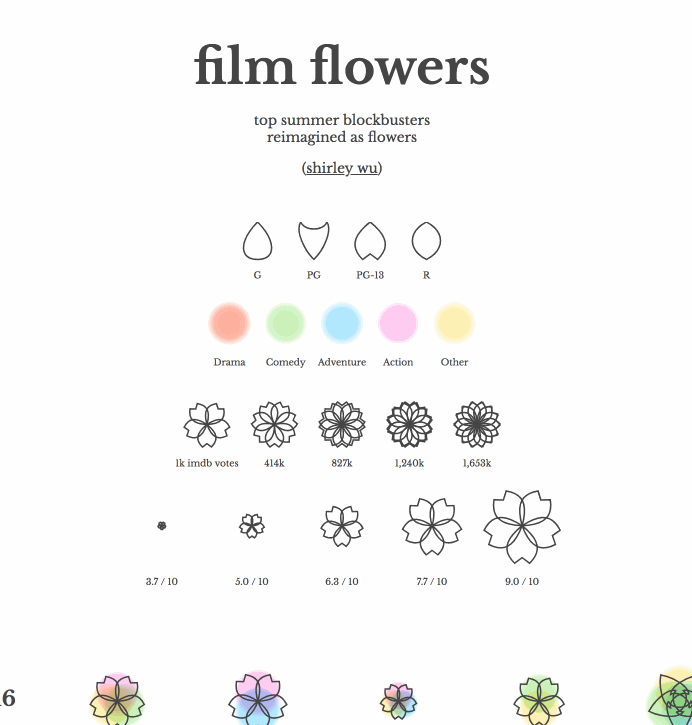 film flowers
top summer blockbusters
reimagined as flowers
(shirley wu)
G PG PG-13 R
Drama Comedy Adventure Action Other
1k imdb votes 414k 827k 1,240k 1,653k
3.7 / 10 5.0 / 10 6.3 / 10 7.7 / 10 9.0 / 10
6